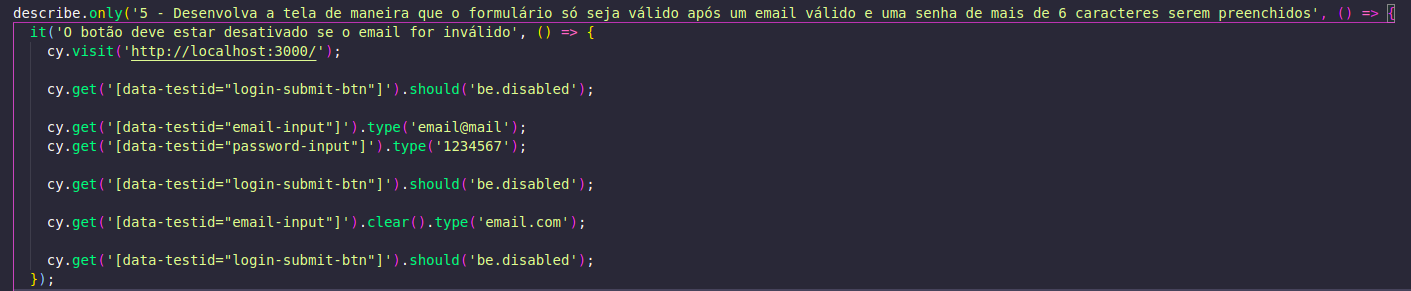 describe.only('5 - Desenvolva a tela de maneira que o formulário só seja válido após um email válido e uma senha de mais de 6 caracteres serem preenchidos', () => {
it('O botão deve estar desativado se o email for inválido', () => {
cy.visit('http://localhost:3000/');
cy.get('[data-testid="login-submit-btn"]').should('be.disabled');
cy.get('[data-testid="email-input"]').type('email@mail');
cy.get('[data-testid="password-input"]').type('1234567');
cy.get('[data-testid="login-submit-btn"]').should('be.disabled');
cy.get('[data-testid="email-input"]').clear().type('email.com');
cy.get('[data-testid="login-submit-btn"]').should('be.disabled');
});